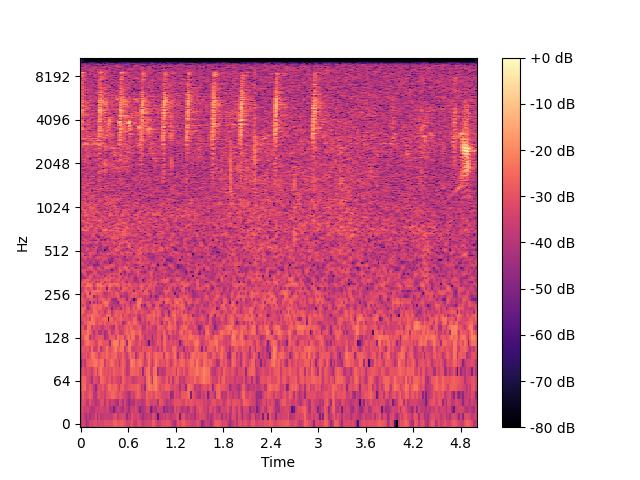 8192
4096
2048
1024
512
256
128
64
0
Hz
0 0.6 1.2 1.8 2.4 3 3.6 4.2 4.8
Time
+0 dB
-10 dB
-20 dB
-30 dB
-40 dB
-50 dB
-60 dB
-70 dB
-80 dB